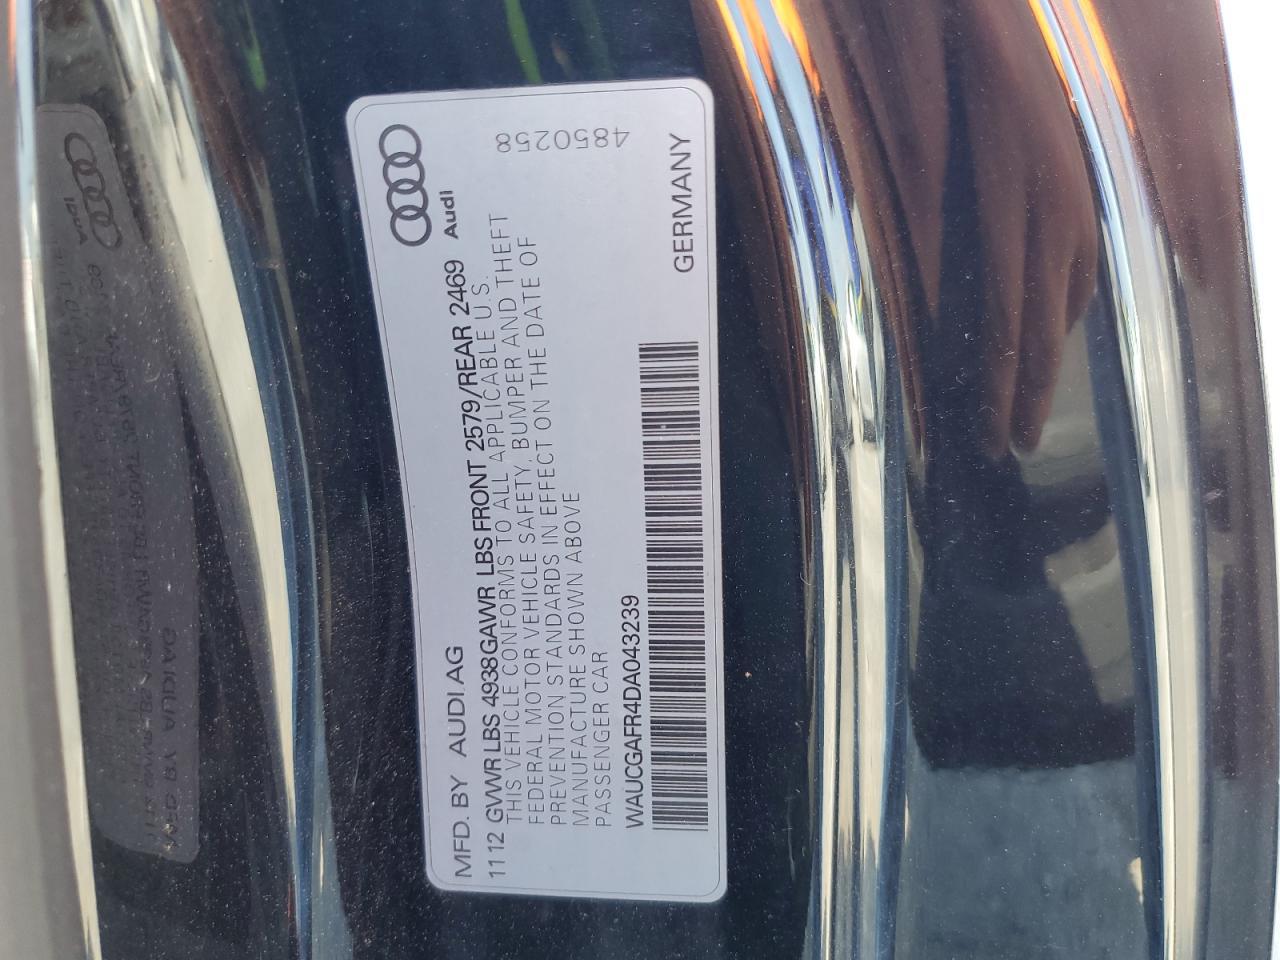 MFD. BY AUDI AG
Audi
11 12 GVWR LBS 4938 GAWR LBS FRONT 2579/REAR 2469
THIS VEHICLE CONFORMS TO ALL APPLICABLE U.S.
FEDERAL MOTOR VEHICLE SAFETY, BUMPER AND THEFT
PREVENTION STANDARDS IN EFFECT ON THE DATE OF
MANUFACTURE SHOWN ABOVE
PASSENGER CAR
WAUCGAFR4DA043239
GERMANY
4850258